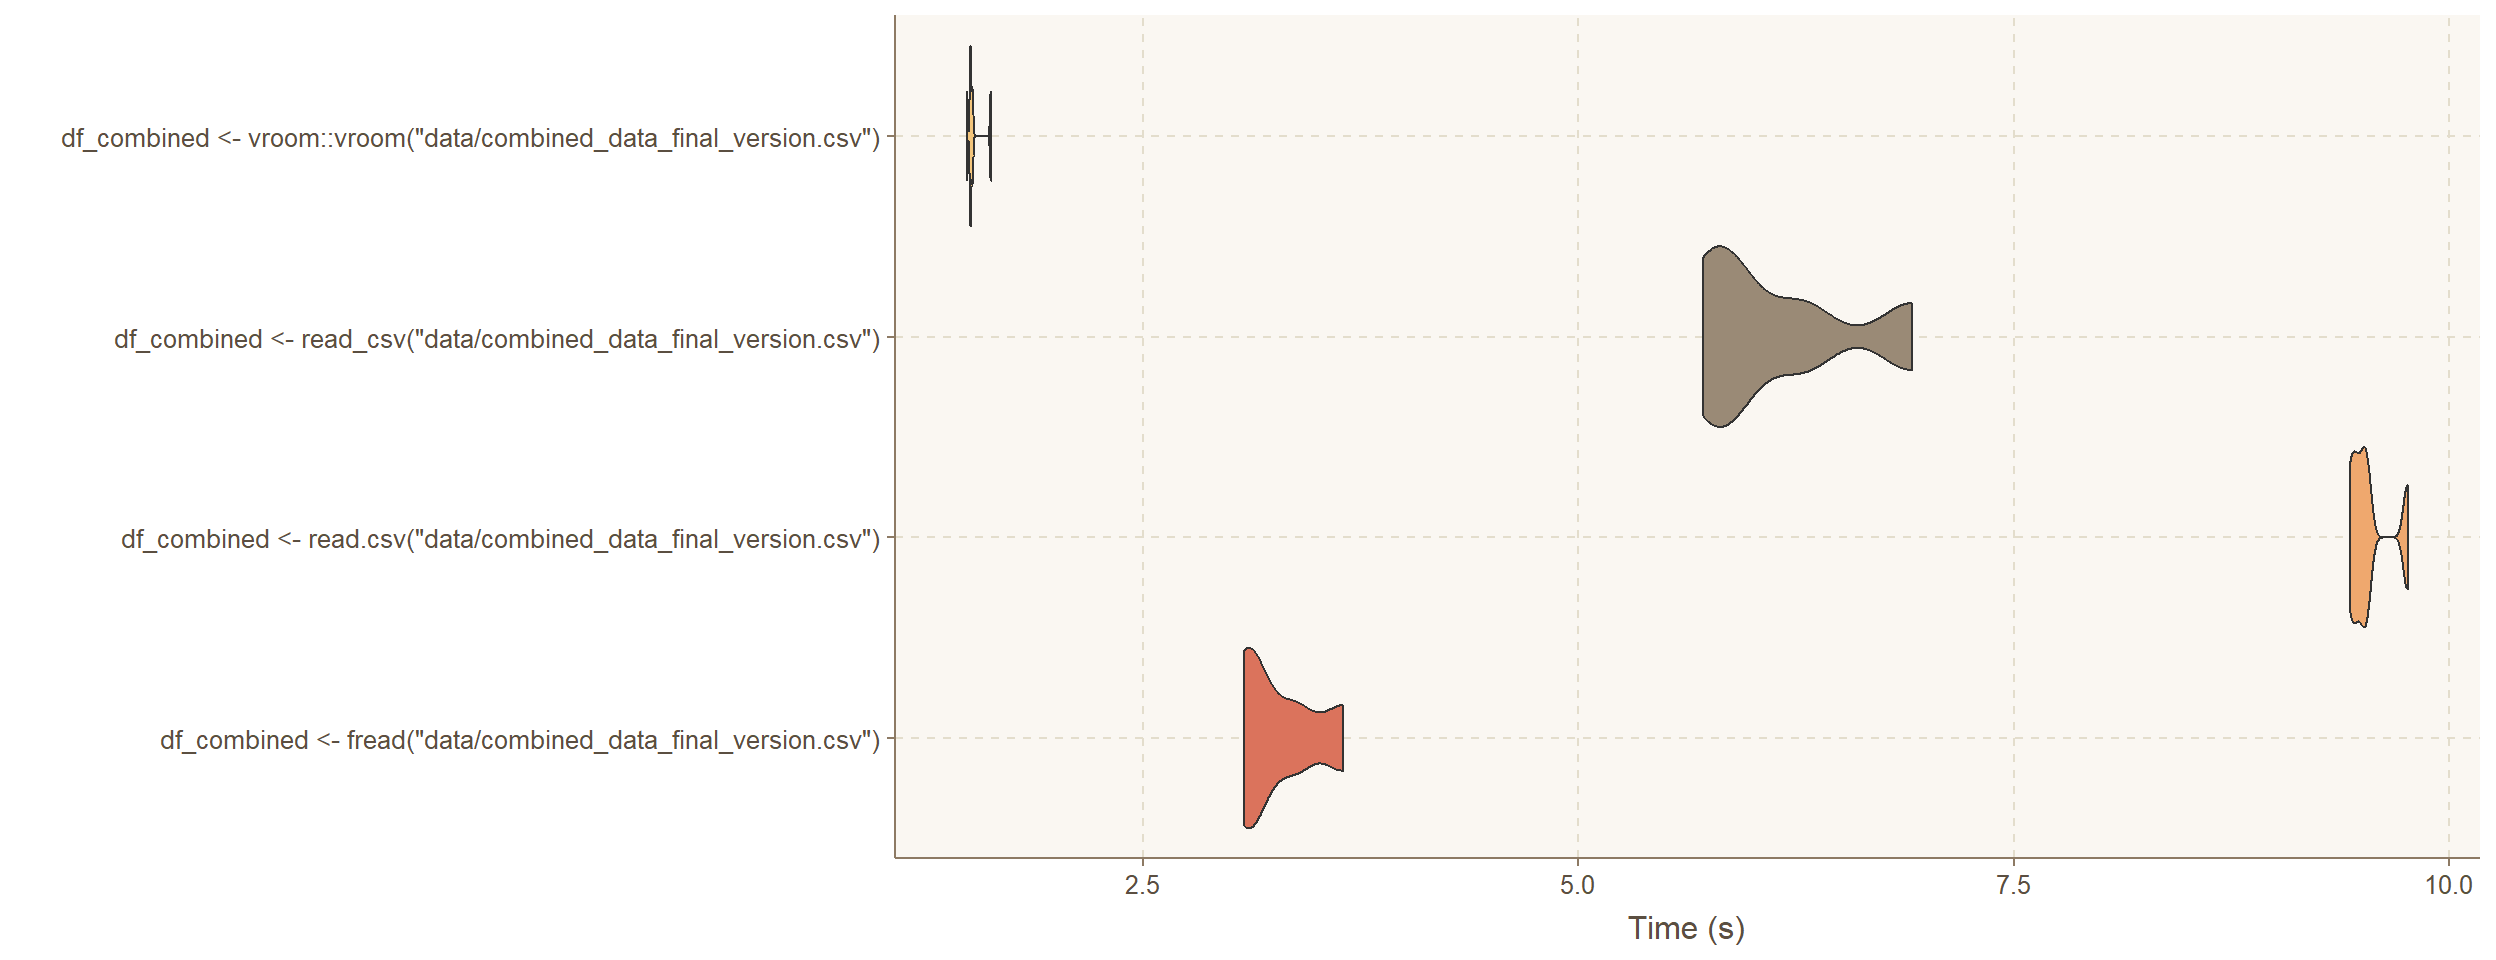 df_combined <- vroom::vroom("data/combined_data_final_version.csv")
df_combined <- read_csv("data/combined_data_final_version.csv")
df_combined <- read.csv("data/combined_data_final_version.csv")
df_combined <- fread("data/combined_data_final_version.csv")
2.5 5.0 7.5 10.0
Time (s)